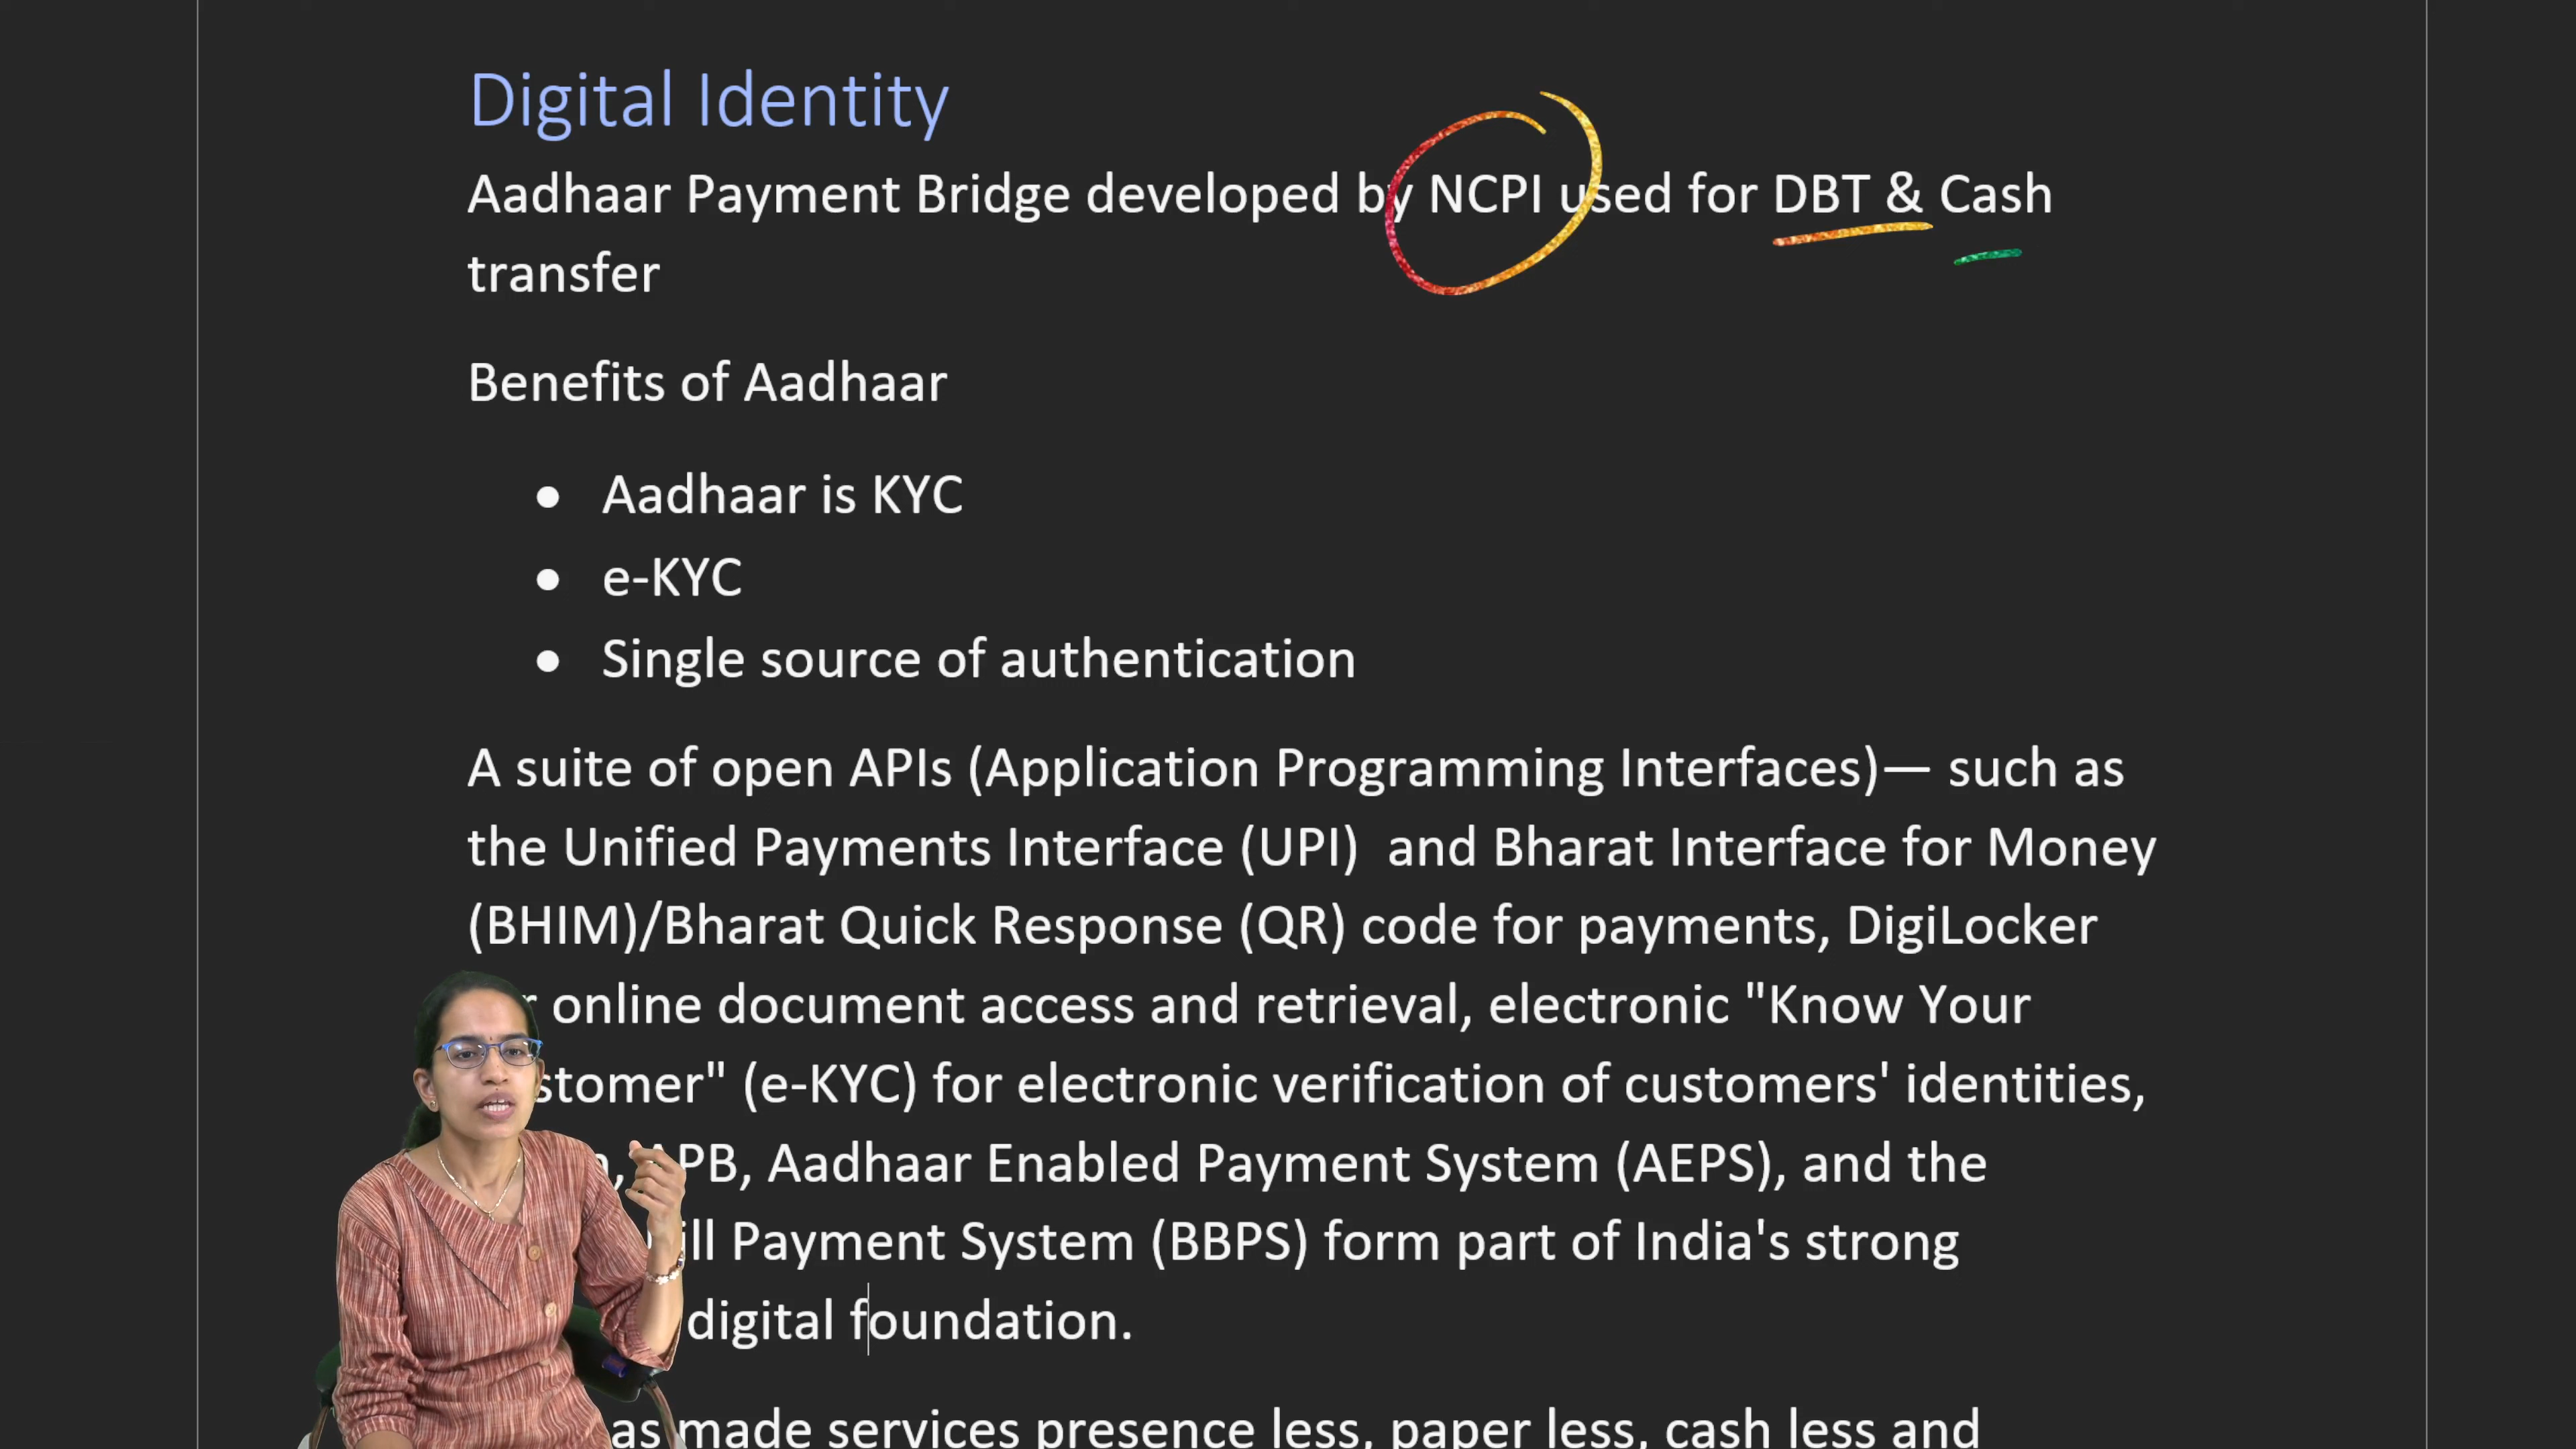 Digital Identity
Aadhaar Payment Bridge developed by NCPI used for DBT & Cash
transfer
Benefits of Aadhaar
● Aadhaar is KYC
● e-KYC
● Single source of authentication
A suite of open APIs (Application Programming Interfaces)— such as
the Unified Payments Interface (UPI) and Bharat Interface for Money
(BHIM)/Bharat Quick Response (QR) code for payments, DigiLocker
online document access and retrieval, electronic "Know Your
stomer" (e-KYC) for electronic verification of customers' identities,
PB, Aadhaar Enabled Payment System (AEPS), and the
ill Payment System (BBPS) form part of India's strong
digital foundation.
as made services presence less, paper less, cash less and